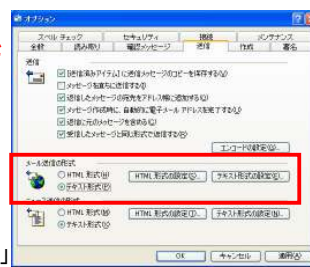 オプション
スペル チェック セキュリティ 接続 メンテナンス
全般 読み取り 確認メッセージ 送信 作成 署名
送信
[送信済みアイテム] に送信メッセージのコピーを保存する(V)
メッセージを直ちに送信する(I)
送信したメッセージの宛先をアドレス帳に追加する(Q)
メッセージ作成時に、自動的に電子メール アドレスを完了する(U)
返信に元のメッセージを含める(G)
受信したメッセージと同じ形式で返信する(R)
エンコードの設定(N)...
メール送信の形式
HTML 形式(H) HTML 形式の設定(S)... テキスト形式の設定(E)...
テキスト形式(P)
ニュース送信の形式
HTML 形式(M) HTML 形式の設定(T)... テキスト形式の設定(N)...
テキスト形式(X)
」
OK キャンセル 適用(A)